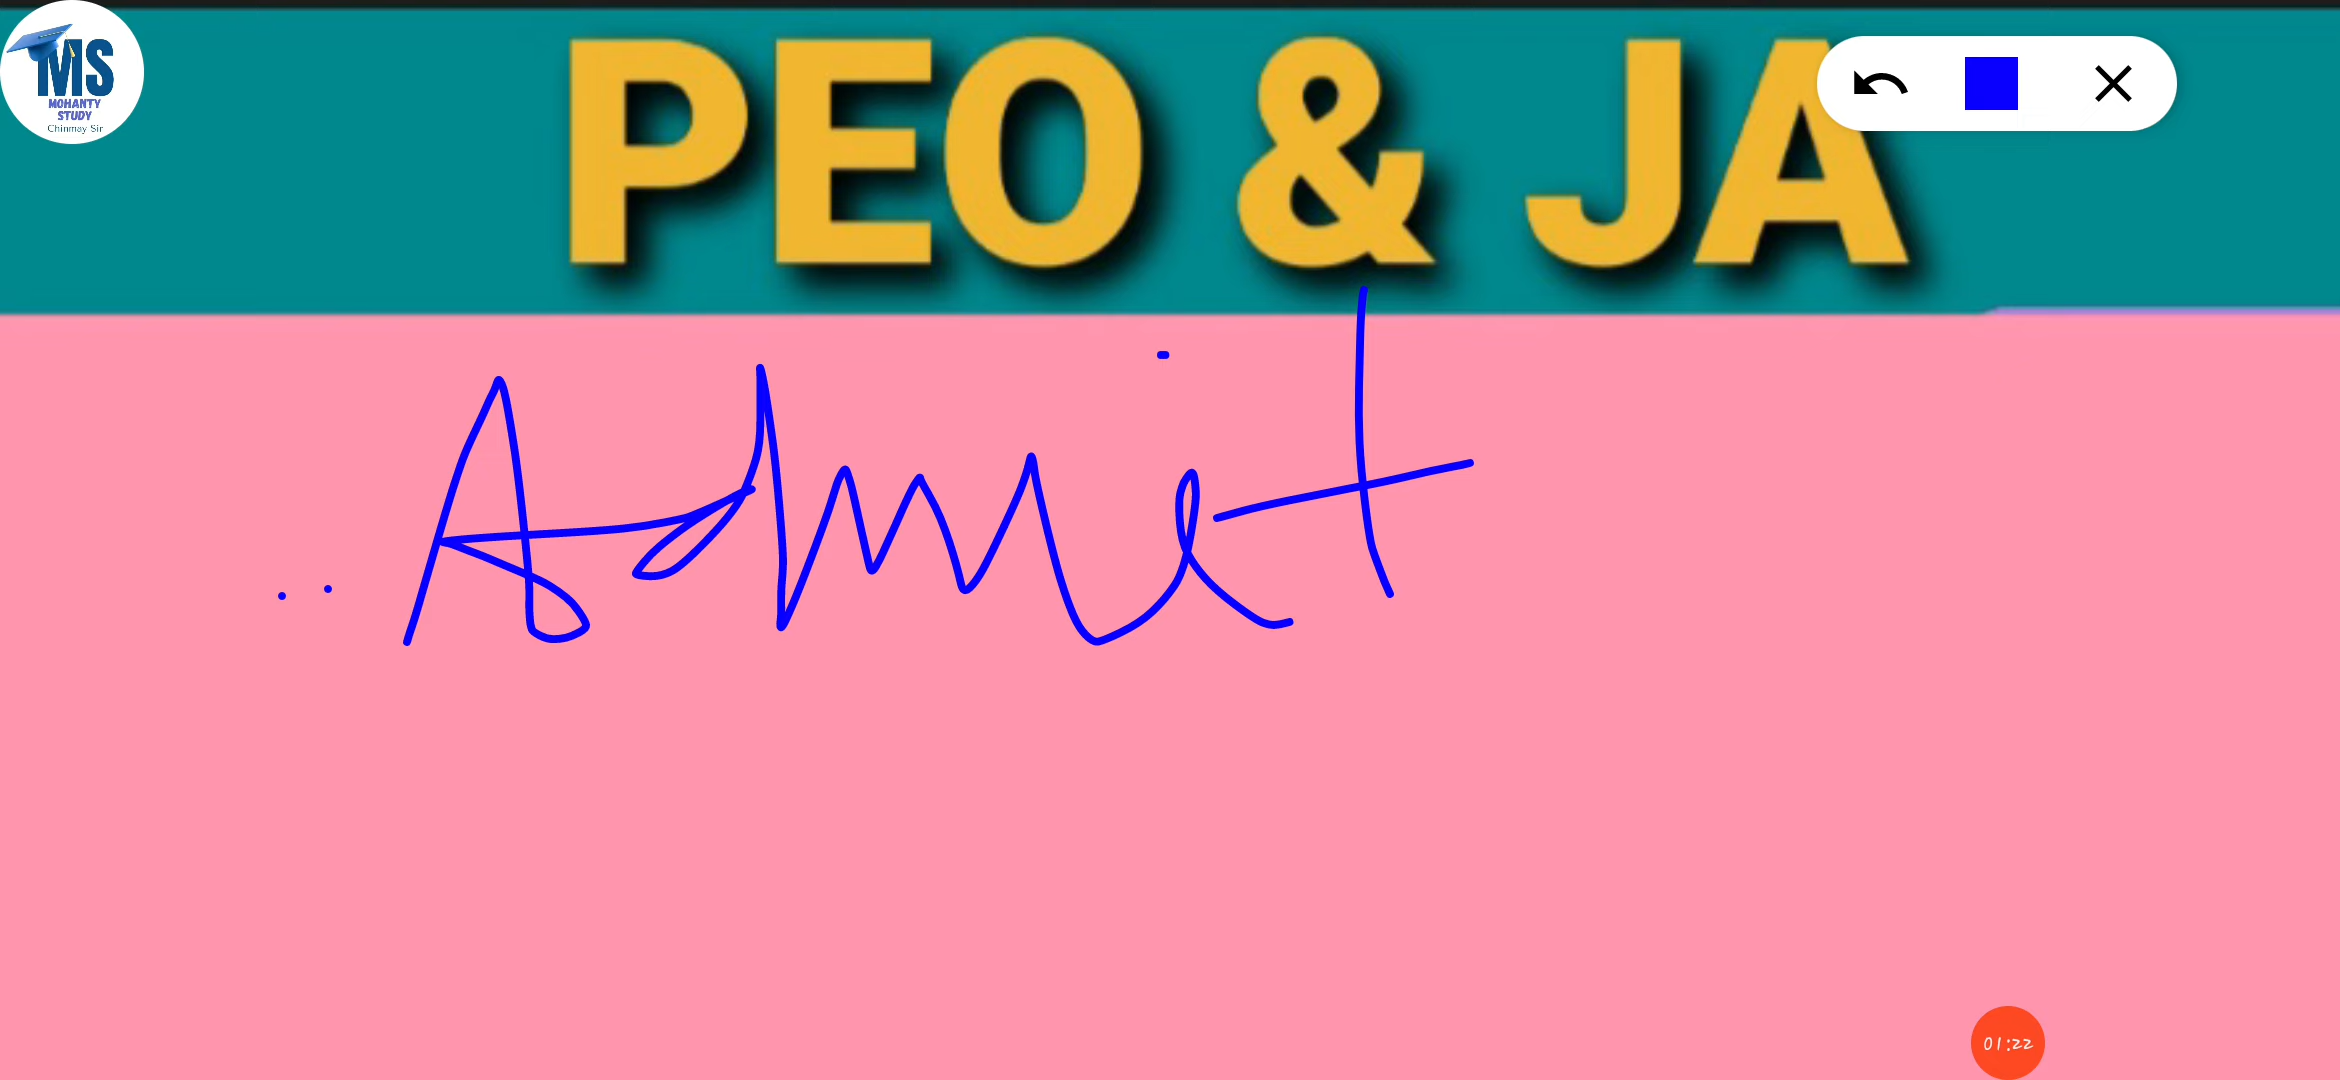 PEO & JA
MS
MOHANTY
STUDY
Chinmay Sir
Admit
01:22